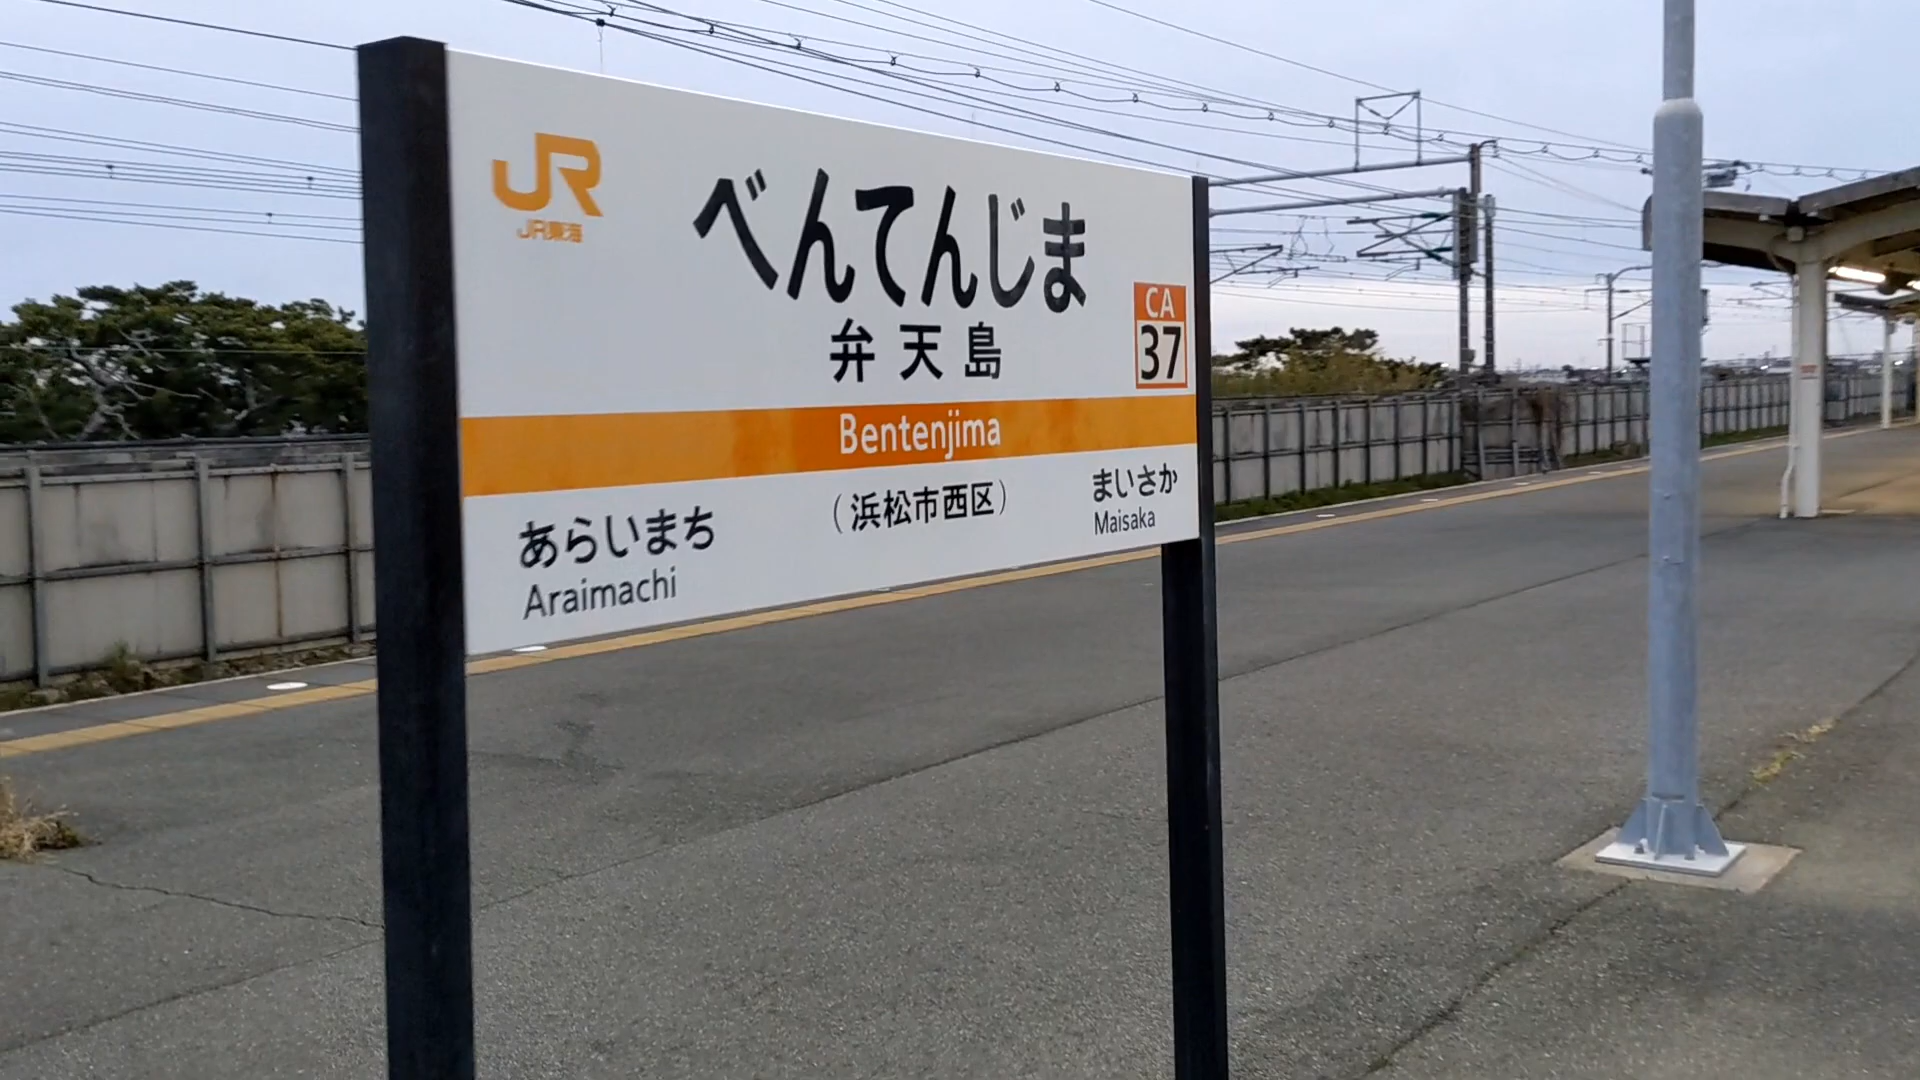 JR
JR東海
べんてんじま
弁天島
CA
37
Bentenjima
あらいまち
Araimachi
(浜松市西区)
まいさか
Maisaka